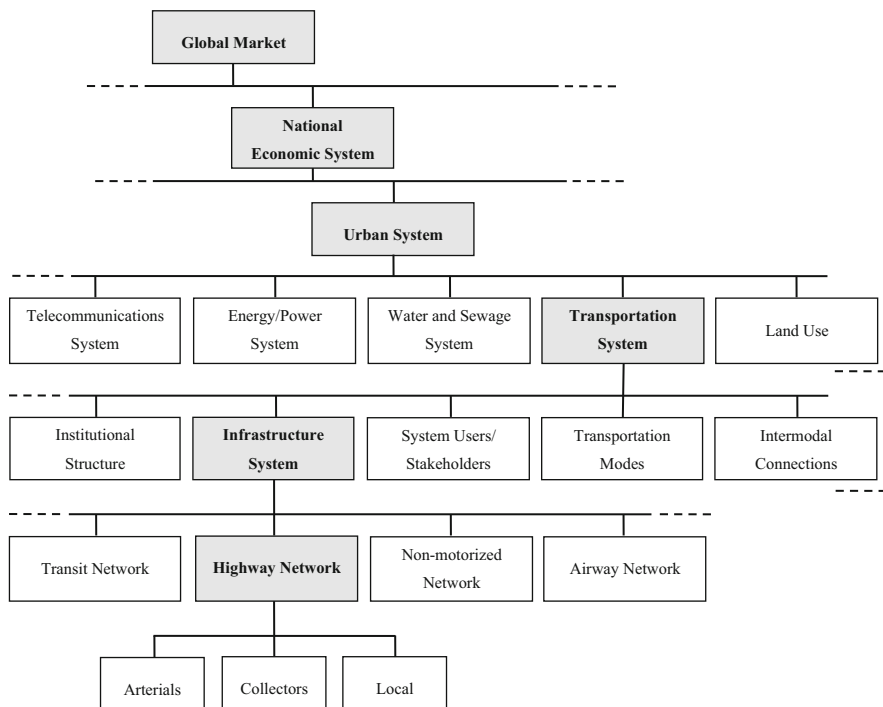 Global Market
National
Economic System
Urban System
Telecommunications
System
Energy/Power
System
Water and Sewage
System
Transportation
System
Land Use
Institutional
Structure
Infrastructure
System
System Users/
Stakeholders
Transportation
Modes
Intermodal
Connections
Transit Network
Highway Network
Non-motorized
Network
Airway Network
Arterials
Collectors
Local